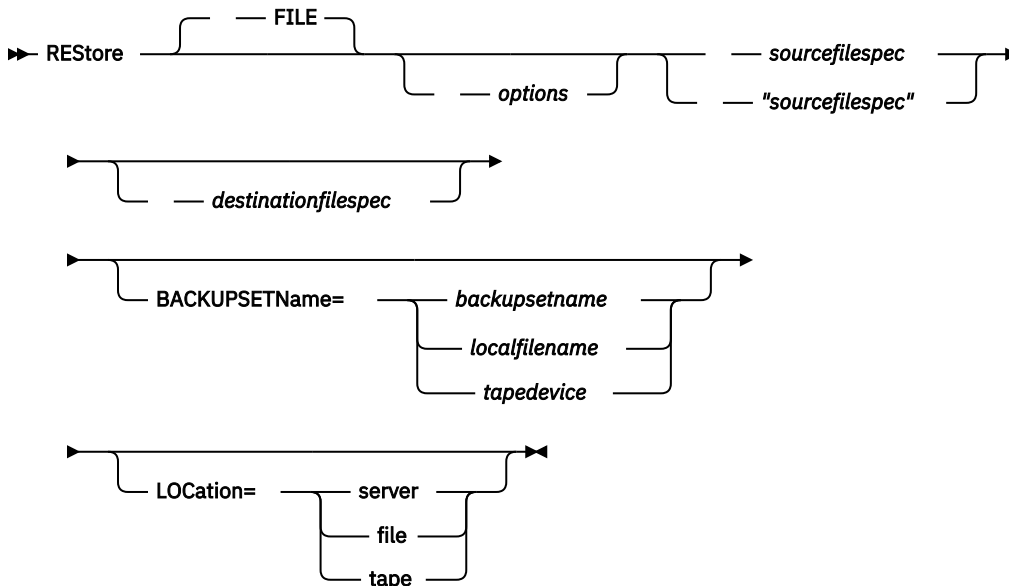 FILE
REStore
sourcefilespec
options
"sourcefilespec"
destinationfilespec
BACKUPSETName=
backupsetname
localfilename
tapedevice
LOCation=
server
file
tape